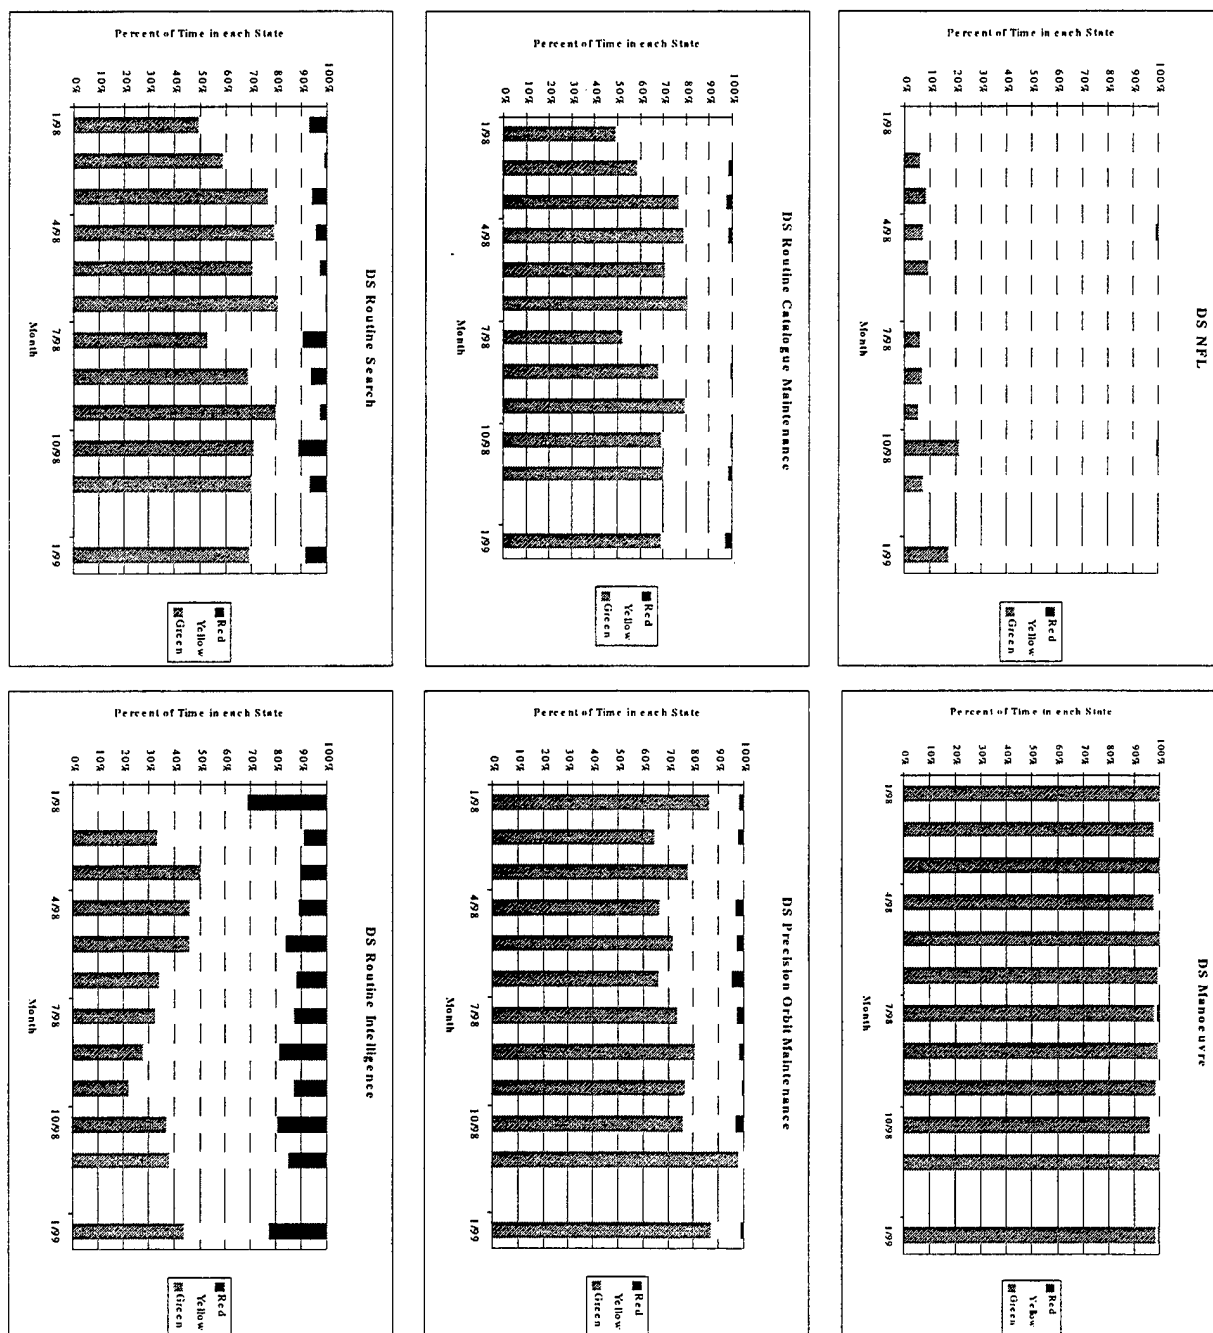 DS NFL
Percent of Time in each State
100%
90%
80%
70%
60%
50%
40%
30%
20%
10%
0%
1/98 4/98 7/98 10/98 1/99
Month
Red
Yellow
Green
DS Manoeuvre
Percent of Time in each State
100%
90%
80%
70%
60%
50%
40%
30%
20%
10%
0%
1/98 4/98 7/98 10/98 1/99
Month
Red
Yellow
Green
DS Routine Catalogue Maintenance
Percent of Time in each State
100%
90%
80%
70%
60%
50%
40%
30%
20%
10%
0%
1/98 4/98 7/98 10/98 1/99
Month
Red
Yellow
Green
DS Precision Orbit Maintenance
Percent of Time in each State
100%
90%
80%
70%
60%
50%
40%
30%
20%
10%
0%
1/98 4/98 7/98 10/98 1/99
Month
Red
Yellow
Green
DS Routine Search
Percent of Time in each State
100%
90%
80%
70%
60%
50%
40%
30%
20%
10%
0%
1/98 4/98 7/98 10/98 1/99
Month
Red
Yellow
Green
DS Routine Intelligence
Percent of Time in each State
100%
90%
80%
70%
60%
50%
40%
30%
20%
10%
0%
1/98 4/98 7/98 10/98 1/99
Month
Red
Yellow
Green